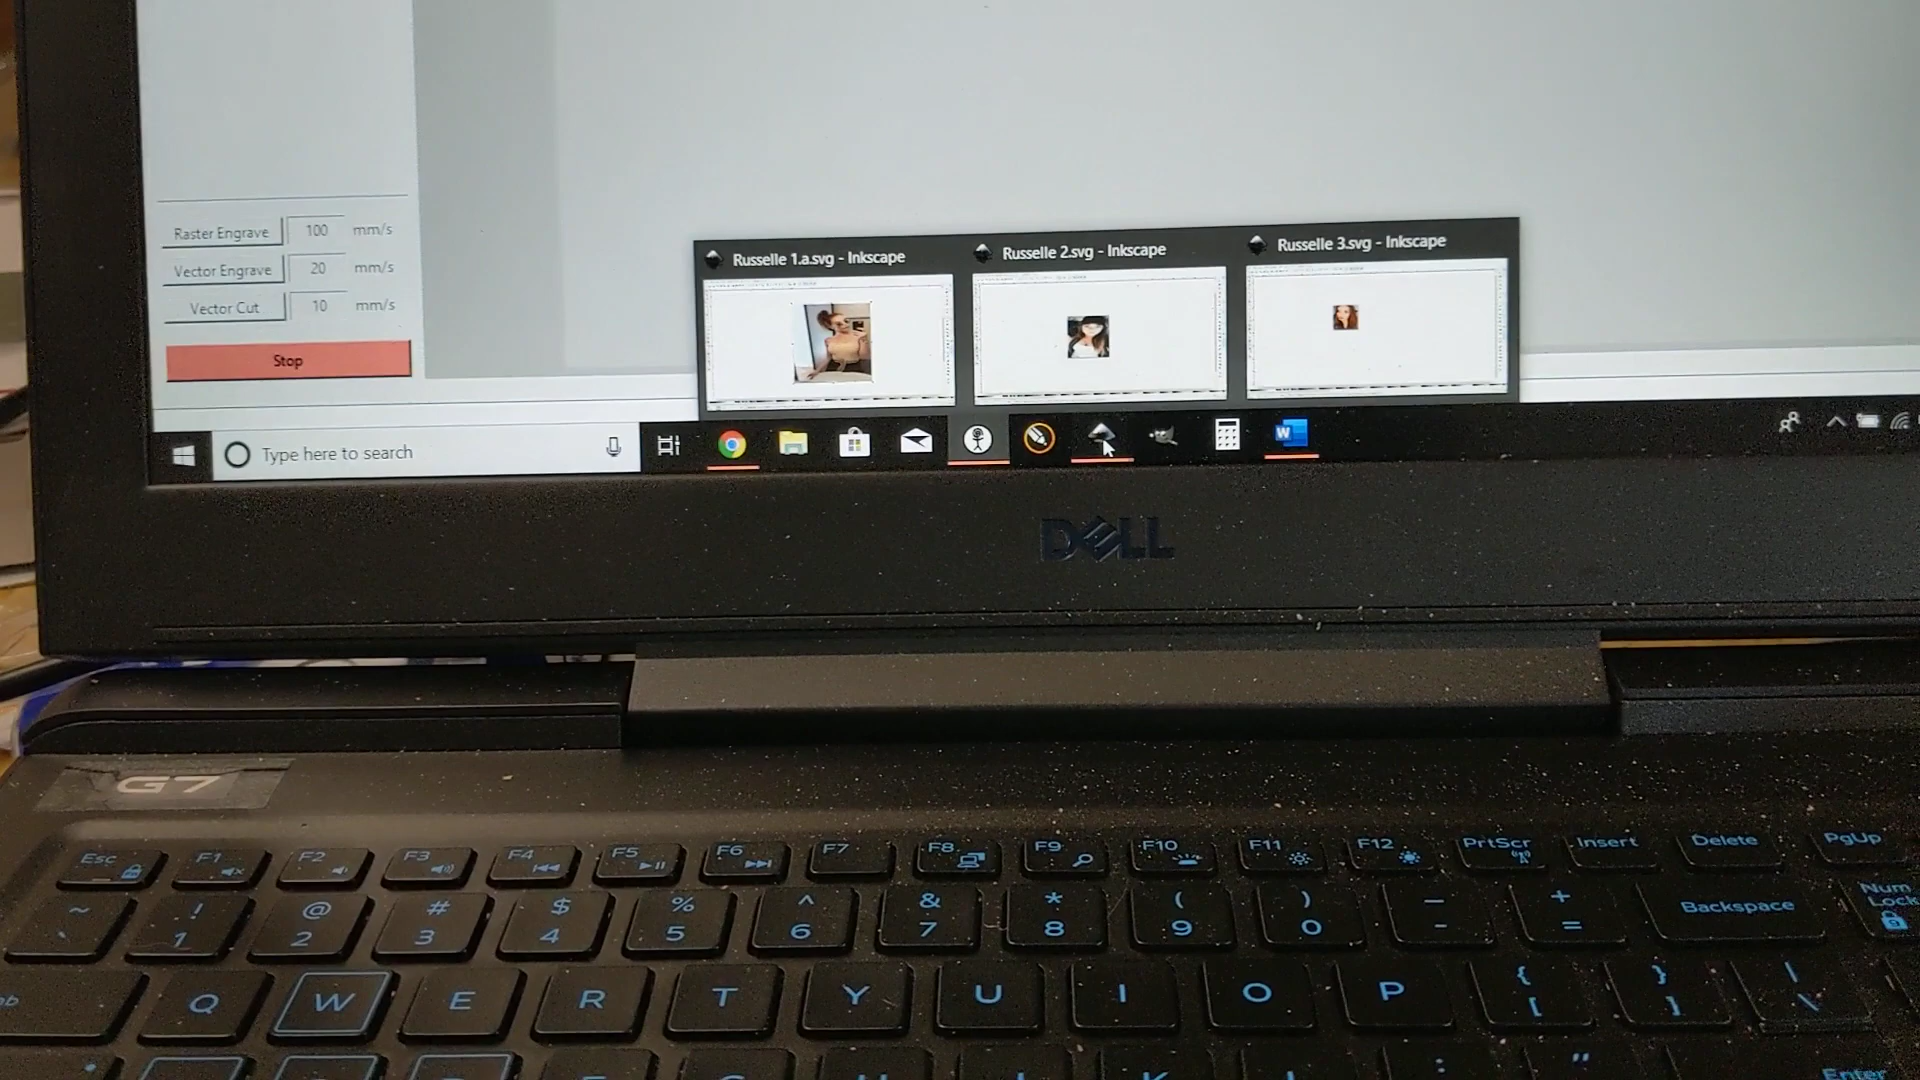 Raster Engrave 100 mm/s
Vector Engrave 20 mm/s
Vector Cut 10 mm/s
Stop
Russelle 1.a.svg - Inkscape
Russelle 2.svg - Inkscape
Russelle 3.svg - Inkscape
Type here to search
W
DELL
G7
Esc F1 F2 F3 F4 F5 F6 F7 F8 F9 F10 F11 F12 PrtScr Insert Delete PgUp
~ ! @ # $ % ^ & * ( ) — +
` 1 2 3 4 5 6 7 8 9 0 - = Backspace Num Lock
Q W E R T Y U I O P { [ } ] | \
: "
Enter